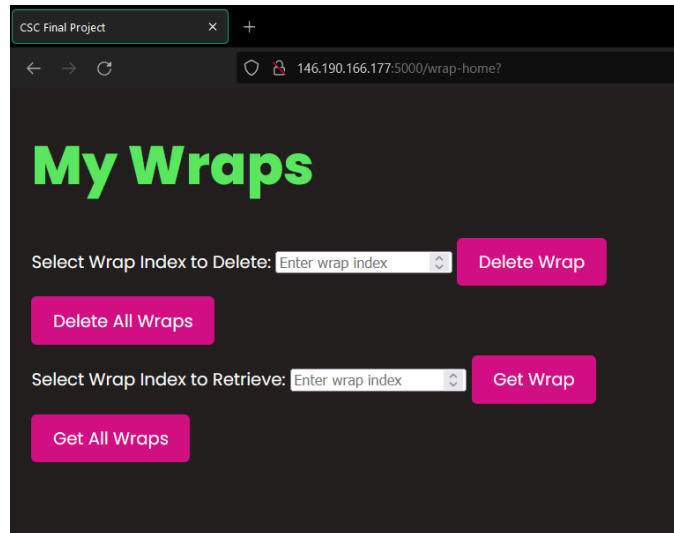 CSC Final Project
146.190.166.177:5000/wrap-home?
My Wraps
Select Wrap Index to Delete: Enter wrap index Delete Wrap
Delete All Wraps
Select Wrap Index to Retrieve: Enter wrap index Get Wrap
Get All Wraps